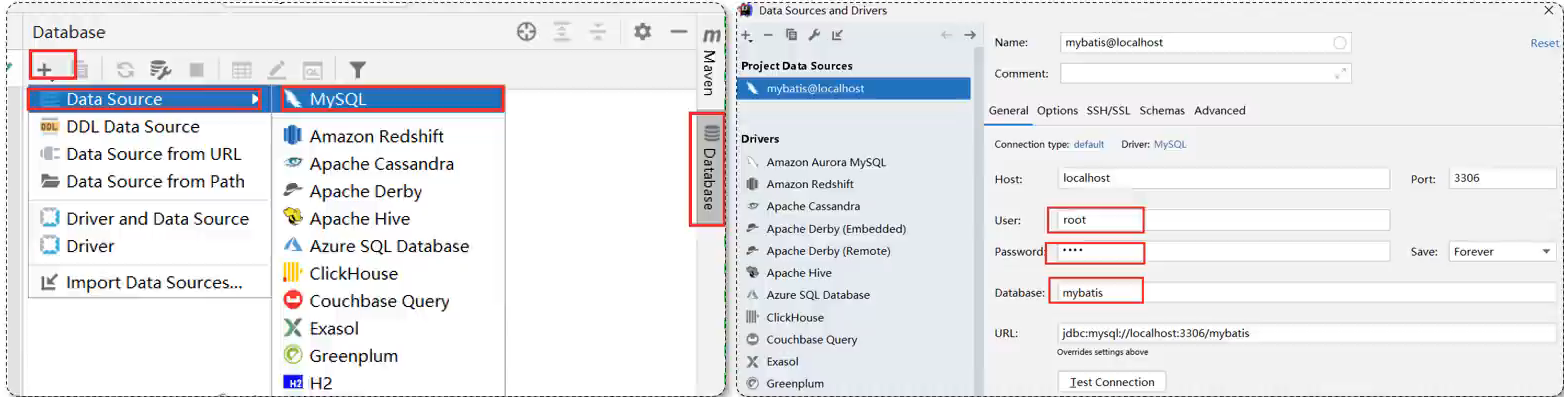 Database
m
Maven
Database
Data Source
DDL
DDL Data Source
Data Source from URL
Data Source from Path
Driver and Data Source
Driver
Import Data Sources...
QL
MySQL
Amazon Redshift
Apache Cassandra
Apache Derby
Apache Hive
Azure SQL Database
ClickHouse
Couchbase Query
Exasol
Greenplum
H2 H2
Data Sources and Drivers
Project Data Sources
mybatis@localhost
Drivers
Amazon Aurora MySQL
Amazon Redshift
Apache Cassandra
Apache Derby (Embedded)
Apache Derby (Remote)
Apache Hive
Azure SQL Database
ClickHouse
Couchbase Query
Exasol
Greenplum
Name: mybatis@localhost Reset
Comment:
General Options SSH/SSL Schemas Advanced
Connection type: default Driver: MySQL
Host: localhost Port: 3306
User: root
Password: •••• Save: Forever
Database: mybatis
URL: jdbc:mysql://localhost:3306/mybatis
Overrides settings above
Test Connection